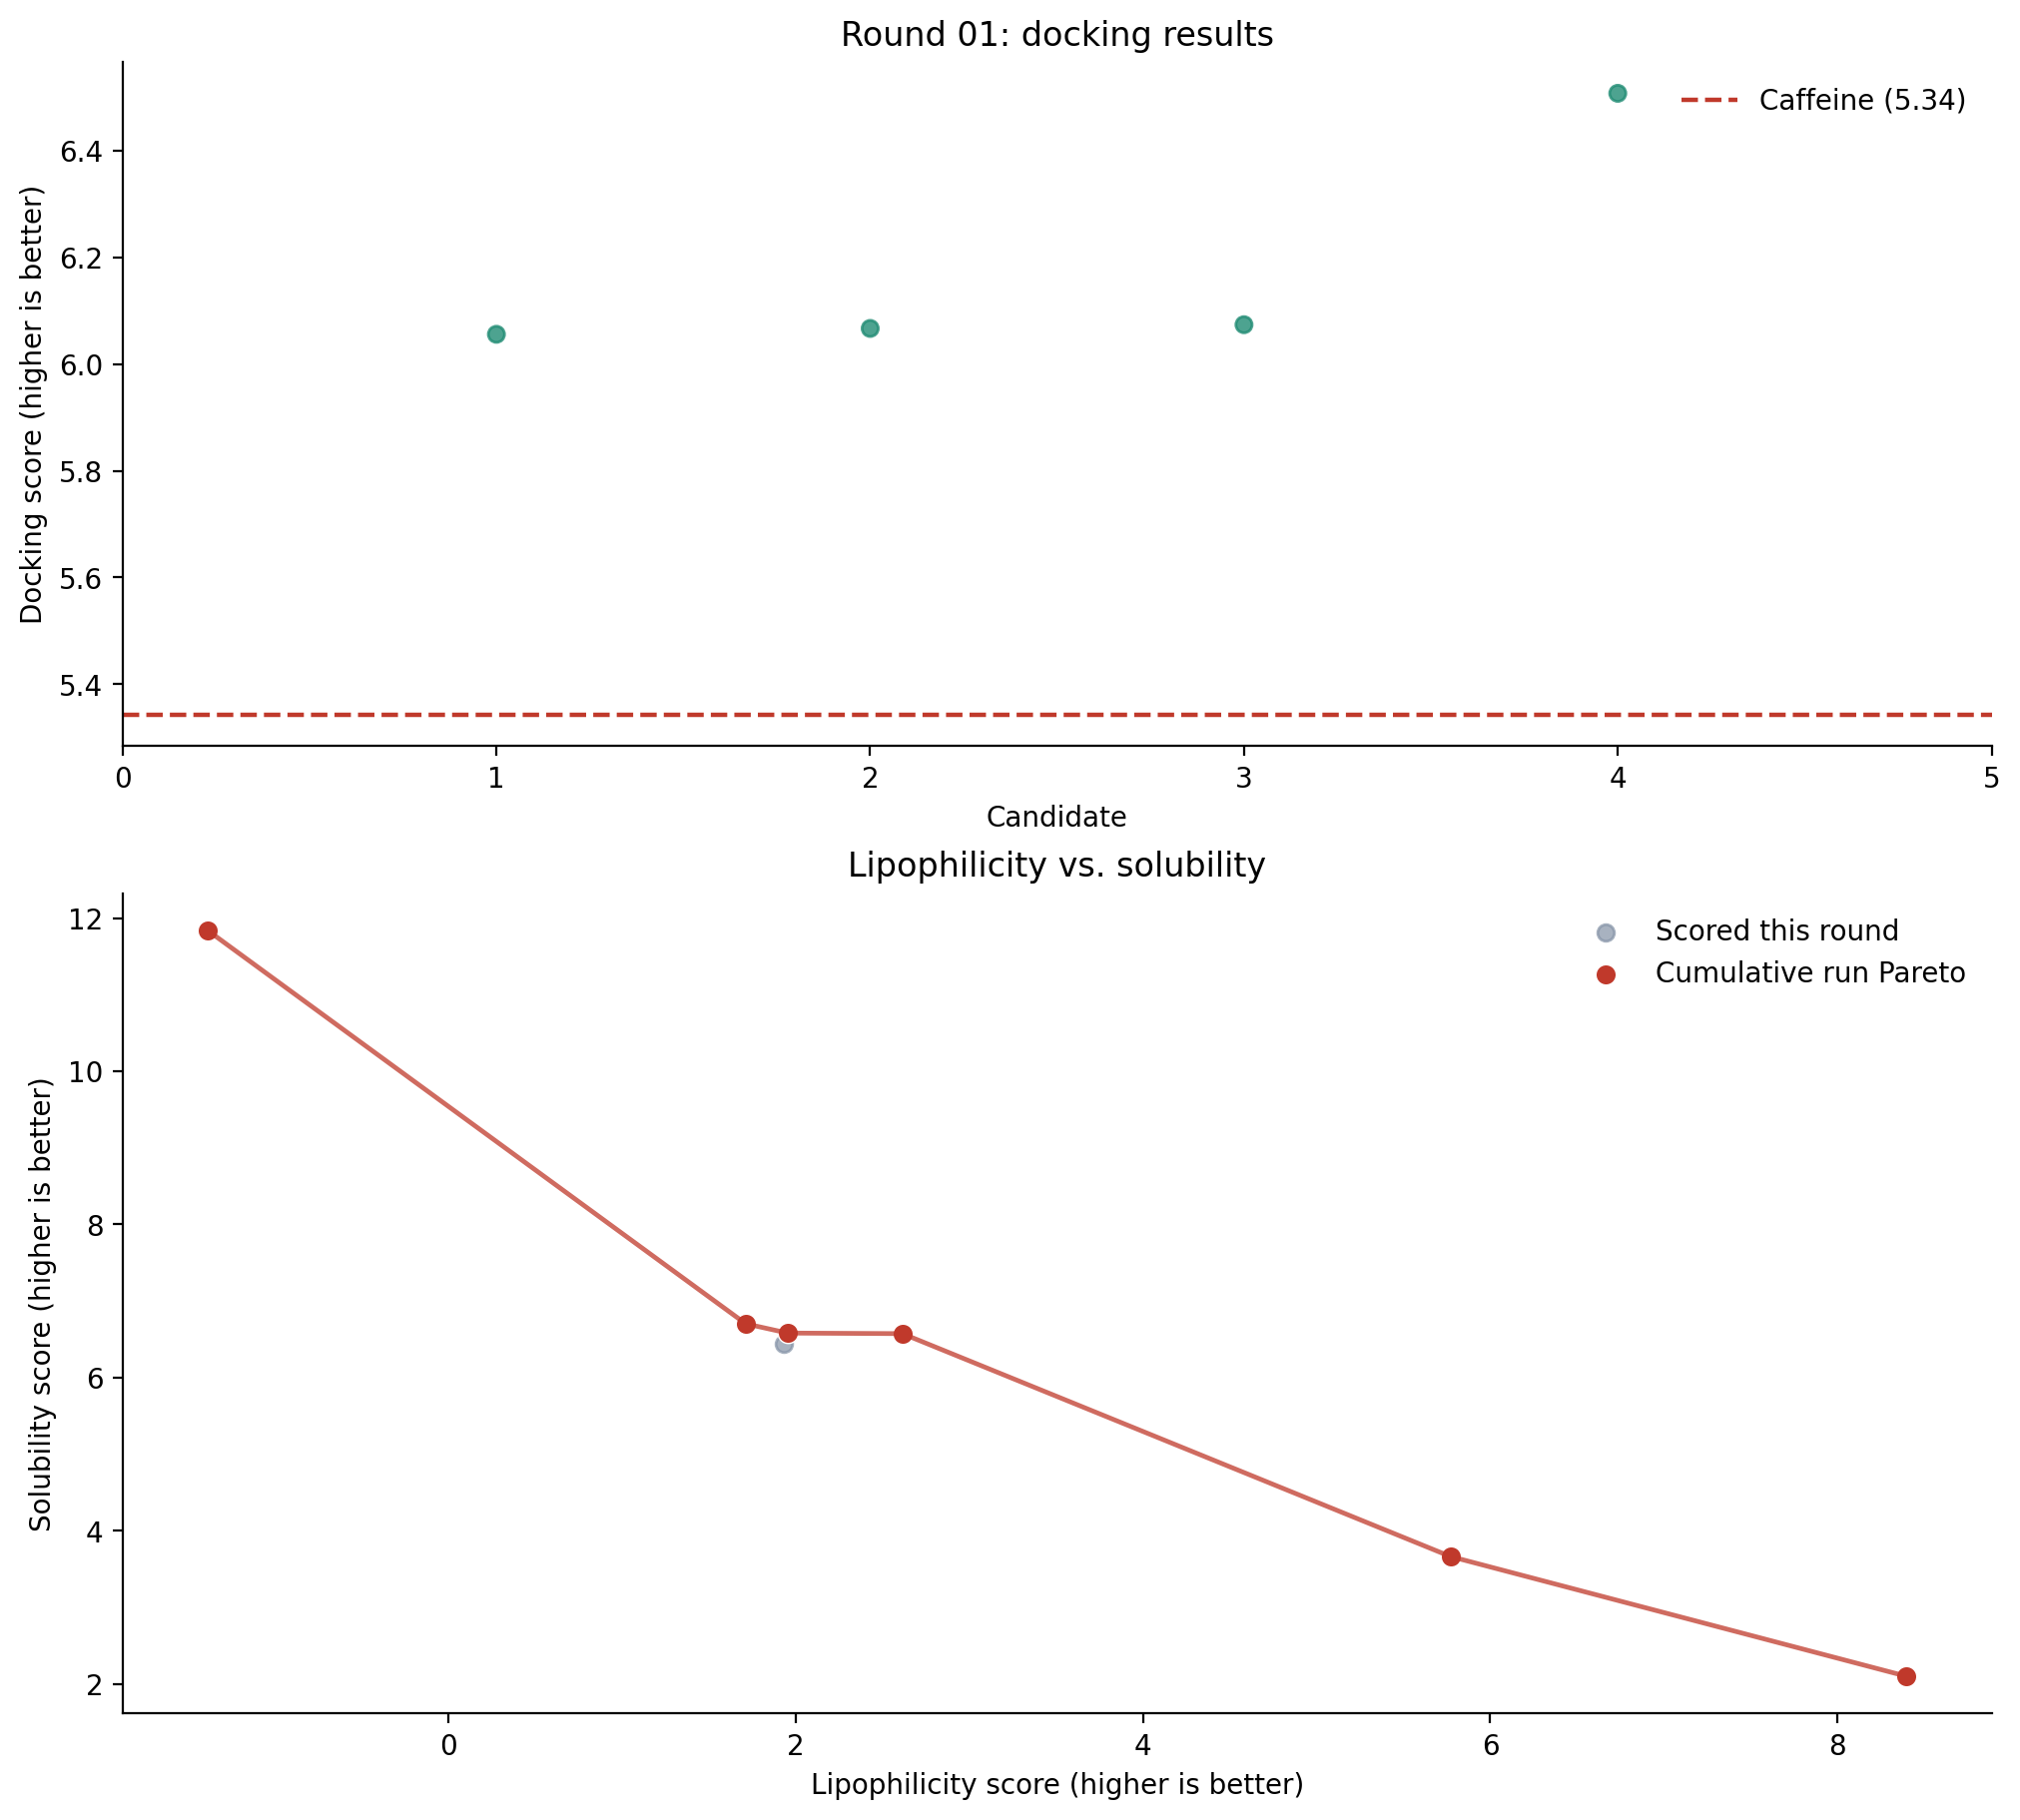 Round 01: docking results
Caffeine (5.34)
Docking score (higher is better)
6.4
6.2
6.0
5.8
5.6
5.4
0 1 2 3 4 5
Candidate
Lipophilicity vs. solubility
Scored this round
Cumulative run Pareto
Solubility score (higher is better)
12
10
8
6
4
2
0 2 4 6 8
Lipophilicity score (higher is better)